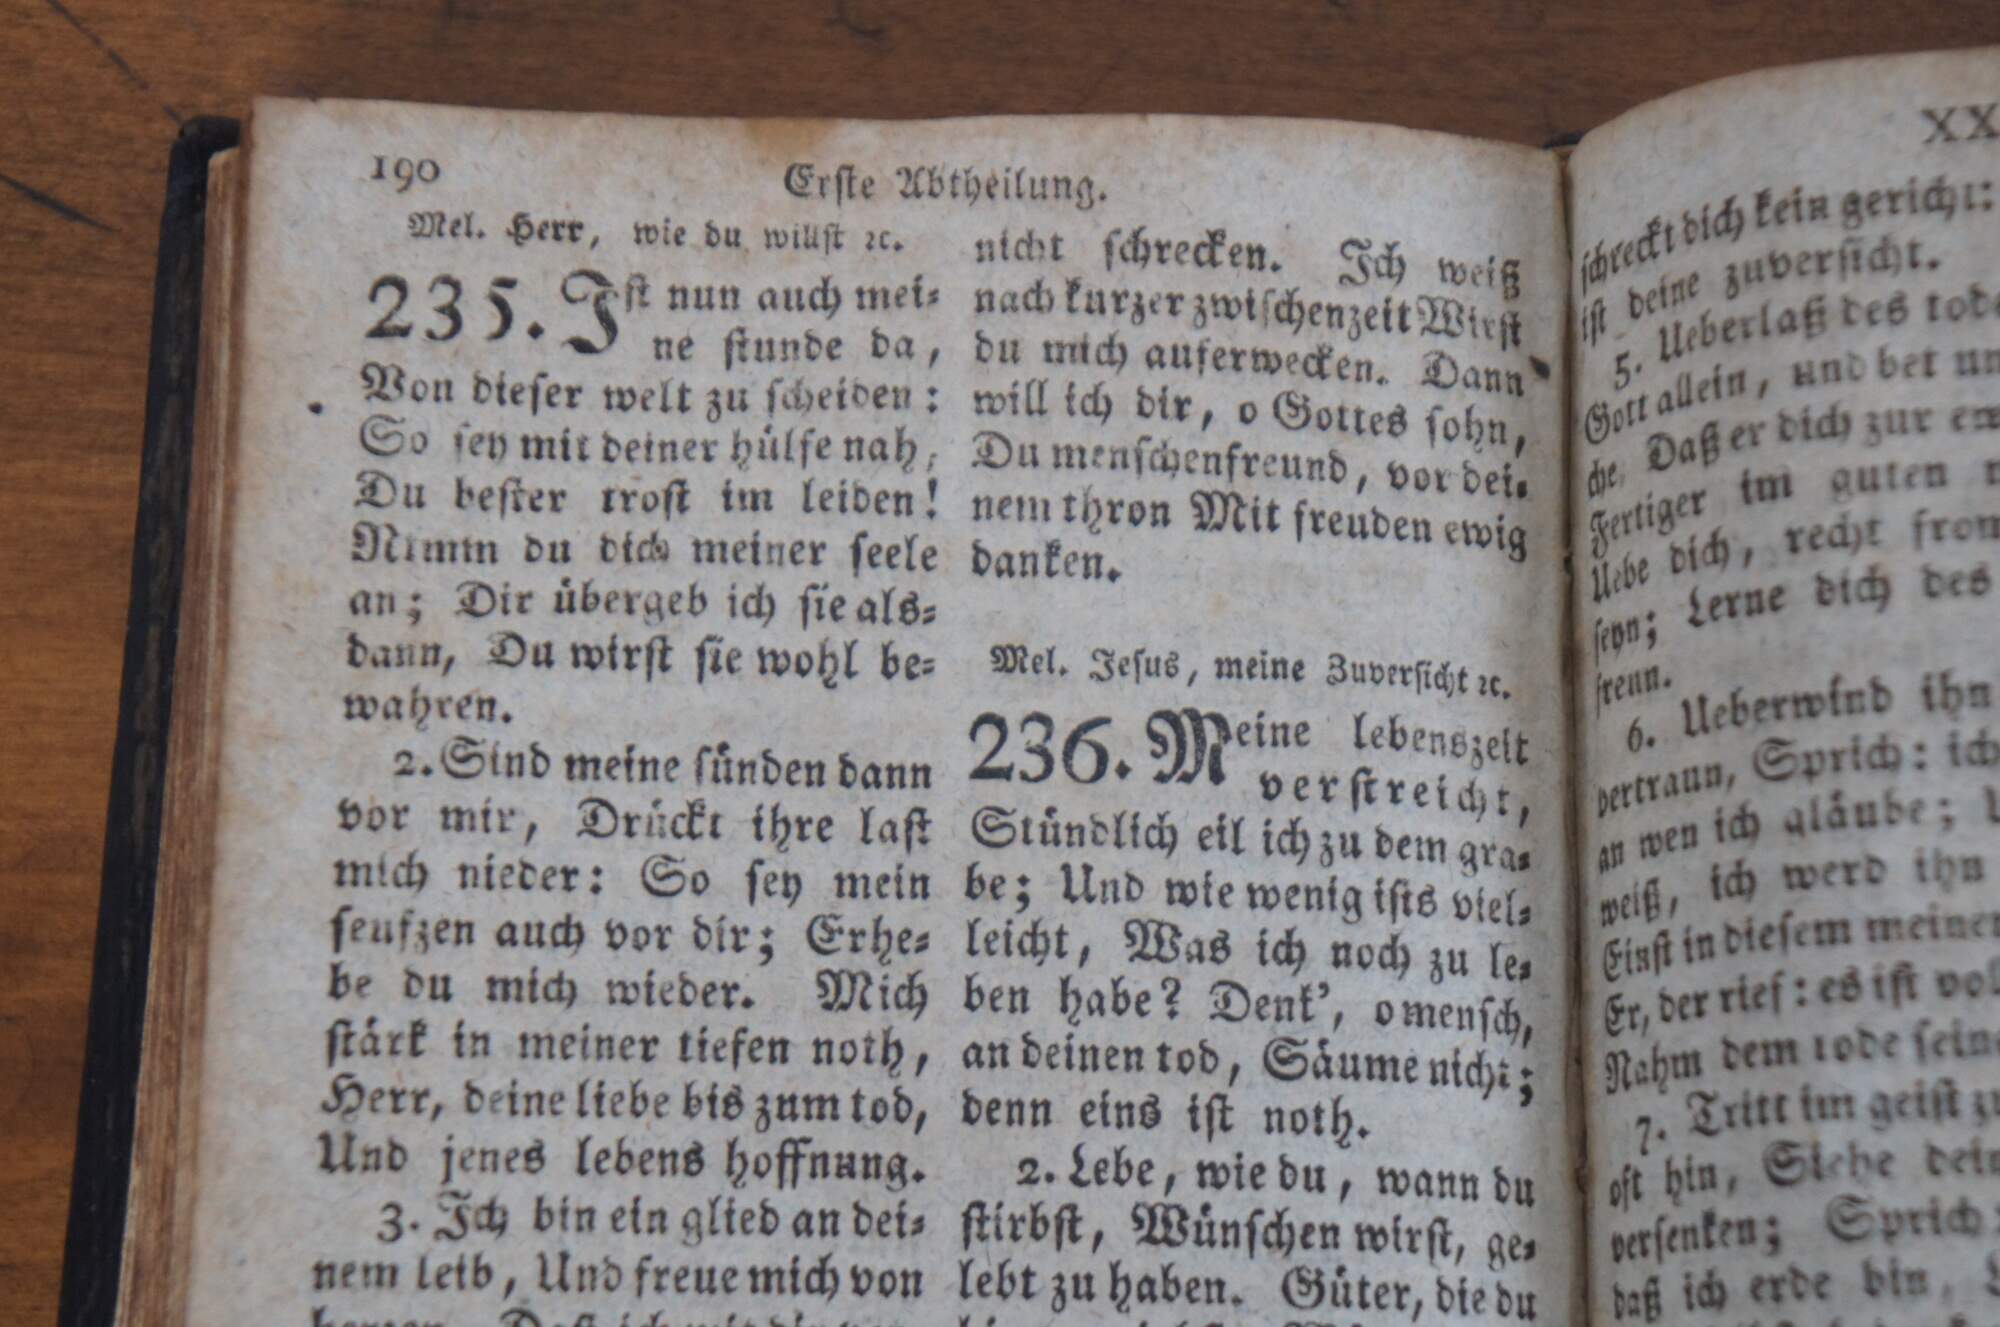 190
Erste Abtheilung.
Mel. Herr, wie du willst ꝛc.
235. Ist nun auch mei⸗
ne stunde da,
Von dieser welt zu scheiden:
So sey mit deiner hülfe nah,
Du bester trost im leiden!
Nimm du dich meiner seele
an; Dir übergeb ich sie als⸗
dann, Du wirst sie wohl be⸗
wahren.
2. Sind meine sünden dann
vor mir, Drückt ihre last
mich nieder: So sey mein
seufzen auch vor dir; Erhe⸗
be du mich wieder. Mich
stärk in meiner tiefen noth,
Herr, deine liebe bis zum tod,
Und jenes lebens hoffnung.
3. Ich bin ein glied an dei⸗
nem leib, Und freue mich von
nicht schrecken. Ich weiß
nach kurzer zwischenzeit Wirst
du mich auferwecken. Dann
will ich dir, o Gottes sohn,
Du menschenfreund, vor dei⸗
nem thron Mit freuden ewig
danken.
Mel. Jesus, meine Zuversicht ꝛc.
236. Meine lebenszeit
verstreicht,
Stündlich eil ich zu dem gra⸗
be; Und wie wenig ists viel⸗
leicht, Was ich noch zu le⸗
ben habe? Denk’, o mensch,
an deinen tod, Säume nicht;
denn eins ist noth.
2. Lebe, wie du, wann du
stirbst, Wünschen wirst, ge⸗
lebt zu haben. Güter, die du
XX
schreckt dich kein gericht:
ist deine zuversicht.
5. Ueberlaß des
Gott allein, und bet
che, Daß er dich zur
Fertiger im guten
Uebe dich, recht
seyn; Lerne dich des
freun.
6. Ueberwind ihn
vertraun, Sprich: ich
an wen ich gläube;
weiß, ich werd ihn
Einst in diesem
Er, der rief: es ist
Nahm dem tode
7. Tritt im geist
oft hin, Siehe
versenken; Sprich:
daß ich erde bin,